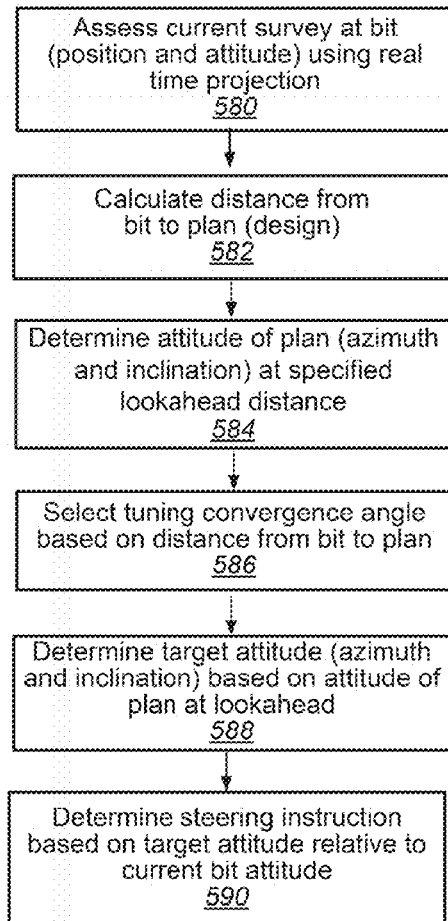 Assess current survey at bit
(position and attitude) using real
time projection
580
Calculate distance from
bit to plan (design)
582
Determine attitude of plan (azimuth
and inclination) at specified
lookahead distance
584
Select tuning convergence angle
based on distance from bit to plan
586
Determine target attitude (azimuth
and inclination) based on attitude of
plan at lookahead
588
Determine steering instruction
based on target attitude relative to
current bit attitude
590